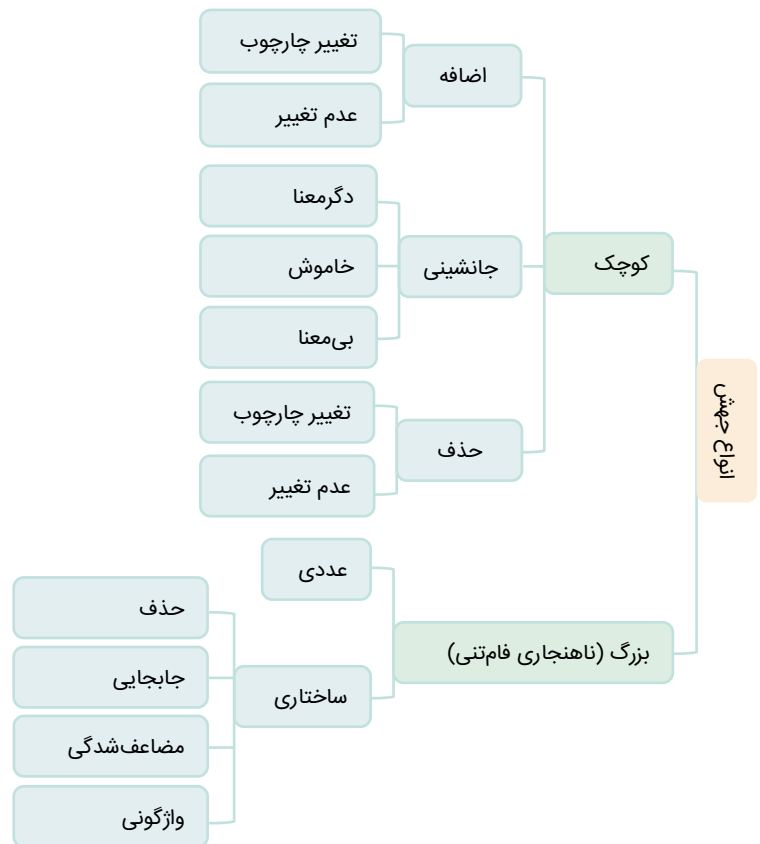 انواع جهش
کوچک
اضافه
تغییر چارچوب
عدم تغییر
جانشینی
دگرمعنا
خاموش
بی‌معنا
حذف
تغییر چارچوب
عدم تغییر
بزرگ (ناهنجاری فام‌تنی)
عددی
ساختاری
حذف
جابجایی
مضاعف‌شدگی
واژگونی